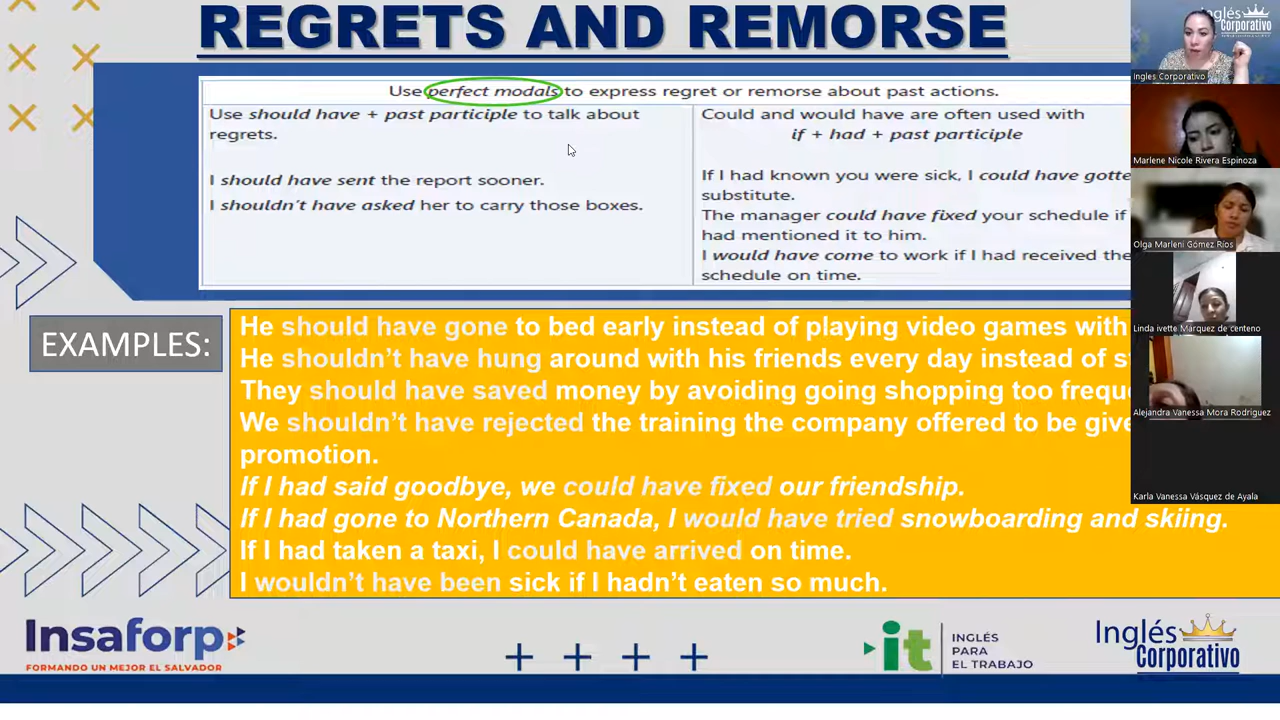 REGRETS AND REMORSE
Use perfect modals to express regret or remorse about past actions.
Use should have + past participle to talk about
regrets.
I should have sent the report sooner.
I shouldn´t have asked her to carry those boxes.
Could and would have are often used with
if + had + past participle
If I had known you were sick, I could have
substitute.
The manager could have fixed your schedule if
had mentioned it to him.
I would have come to work if I had received the
schedule on time.
EXAMPLES:
He should have gone to bed early instead of playing video games with
He shouldn't have hung around with his friends every day instead of
They should have saved money by avoiding going shopping too
We shouldn't have rejected the training the company offered to be
promotion.
If I had said goodbye, we could have fixed our friendship.
If I had gone to Northern Canada, I would have tried snowboarding and skiing.
If I had taken a taxi, I could have arrived on time.
I wouldn't have been sick if I hadn't eaten so much.
Insaforp
FORMANDO UN MEJOR EL SALVADOR
it
INGLÉS
PARA
EL TRABAJO
Inglés
Corporativo
Inglés
Corporativo
Ingles Corporativo
Marlene Nicole Rivera Espinoza
Olga Marleni Gómez Ríos
Linda ivette Marquez de centeno
Alejandra Vanessa Mora Rodriguez
Karla Vanessa Vásquez de Ayala